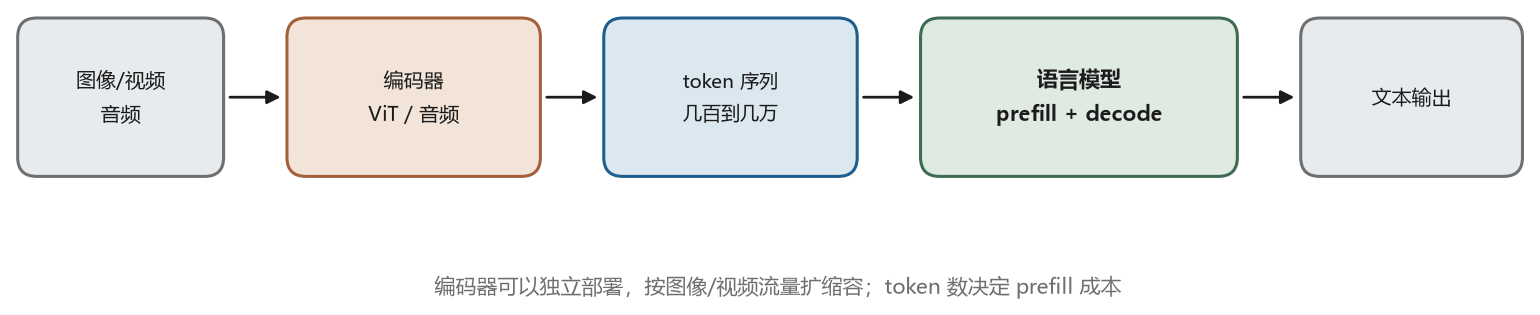 图像/视频
音频
编码器
ViT / 音频
token 序列
几百到几万
语言模型
prefill + decode
文本输出
编码器可以独立部署，按图像/视频流量扩缩容；token 数决定 prefill 成本